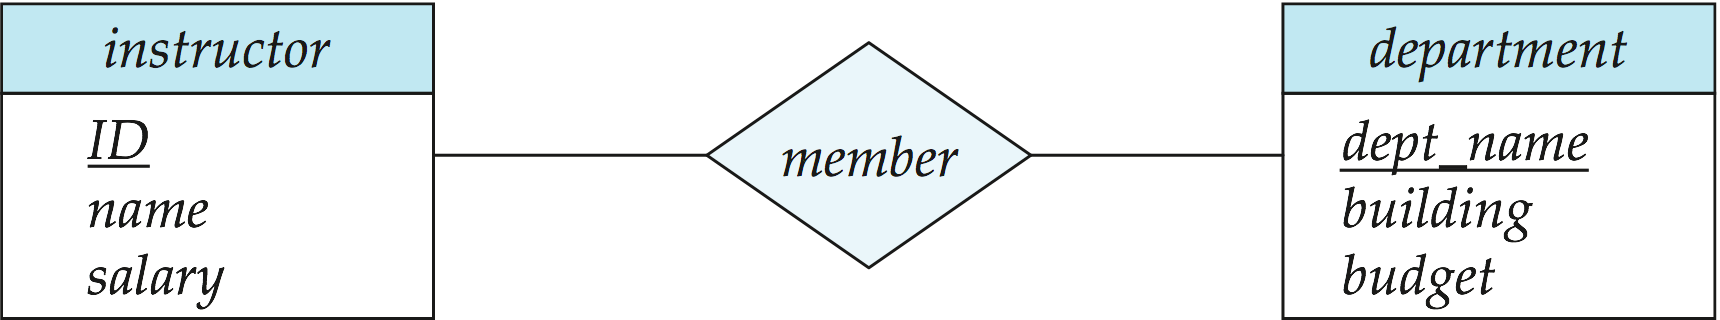 instructor
ID
name
salary
member
department
dept_name
building
budget